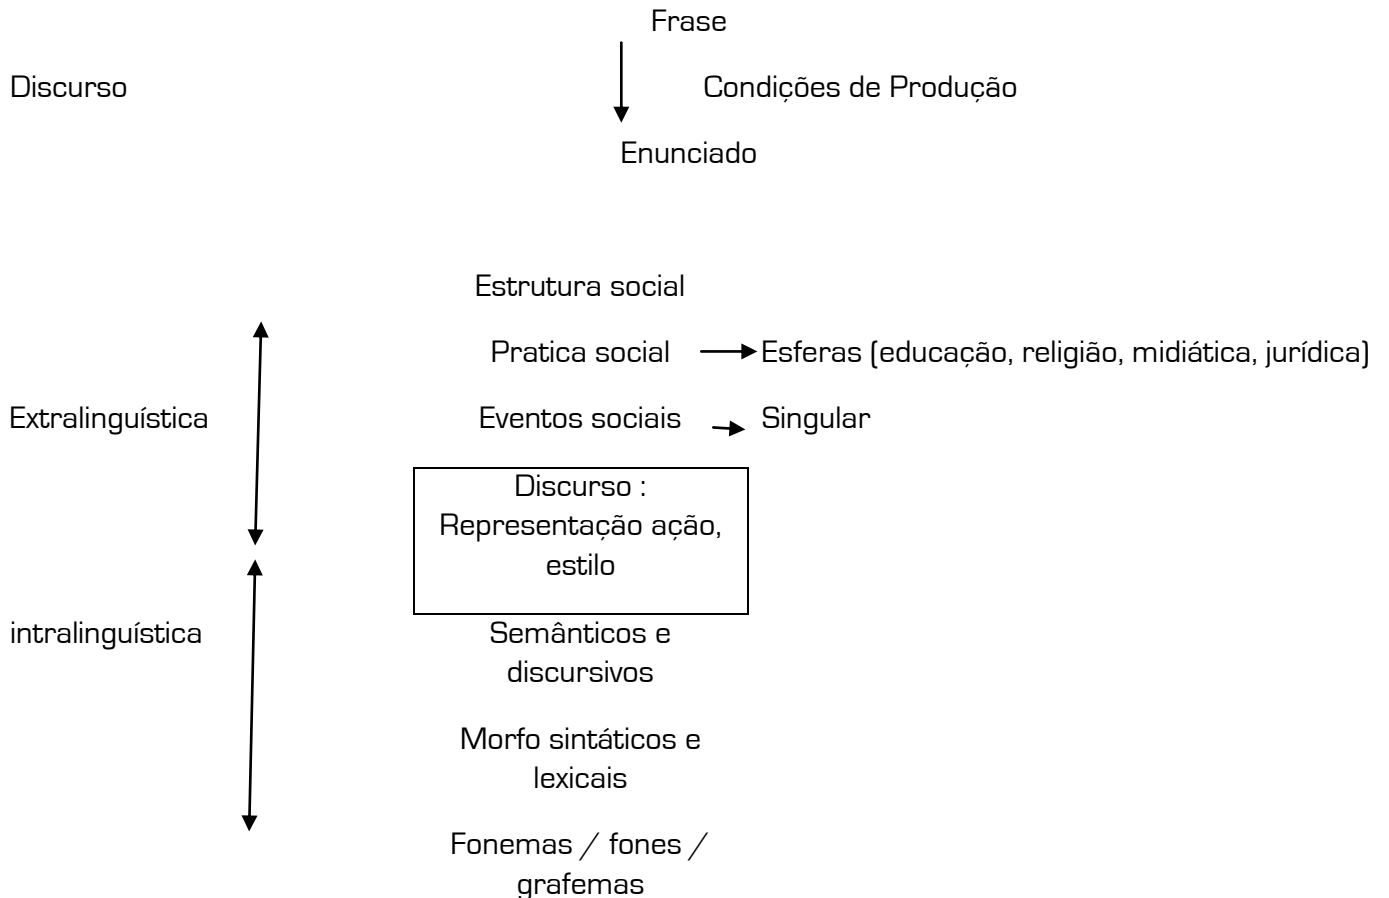 Frase
Discurso
Condições de Produção
Enunciado
Estrutura social
Pratica social
Esferas (educação, religião, midiática, jurídica)
Extralinguística
Eventos sociais
Singular
Discurso :
Representação ação,
estilo
intralinguística
Semânticos e
discursivos
Morfo sintáticos e
lexicais
Fonemas / fones /
grafemas